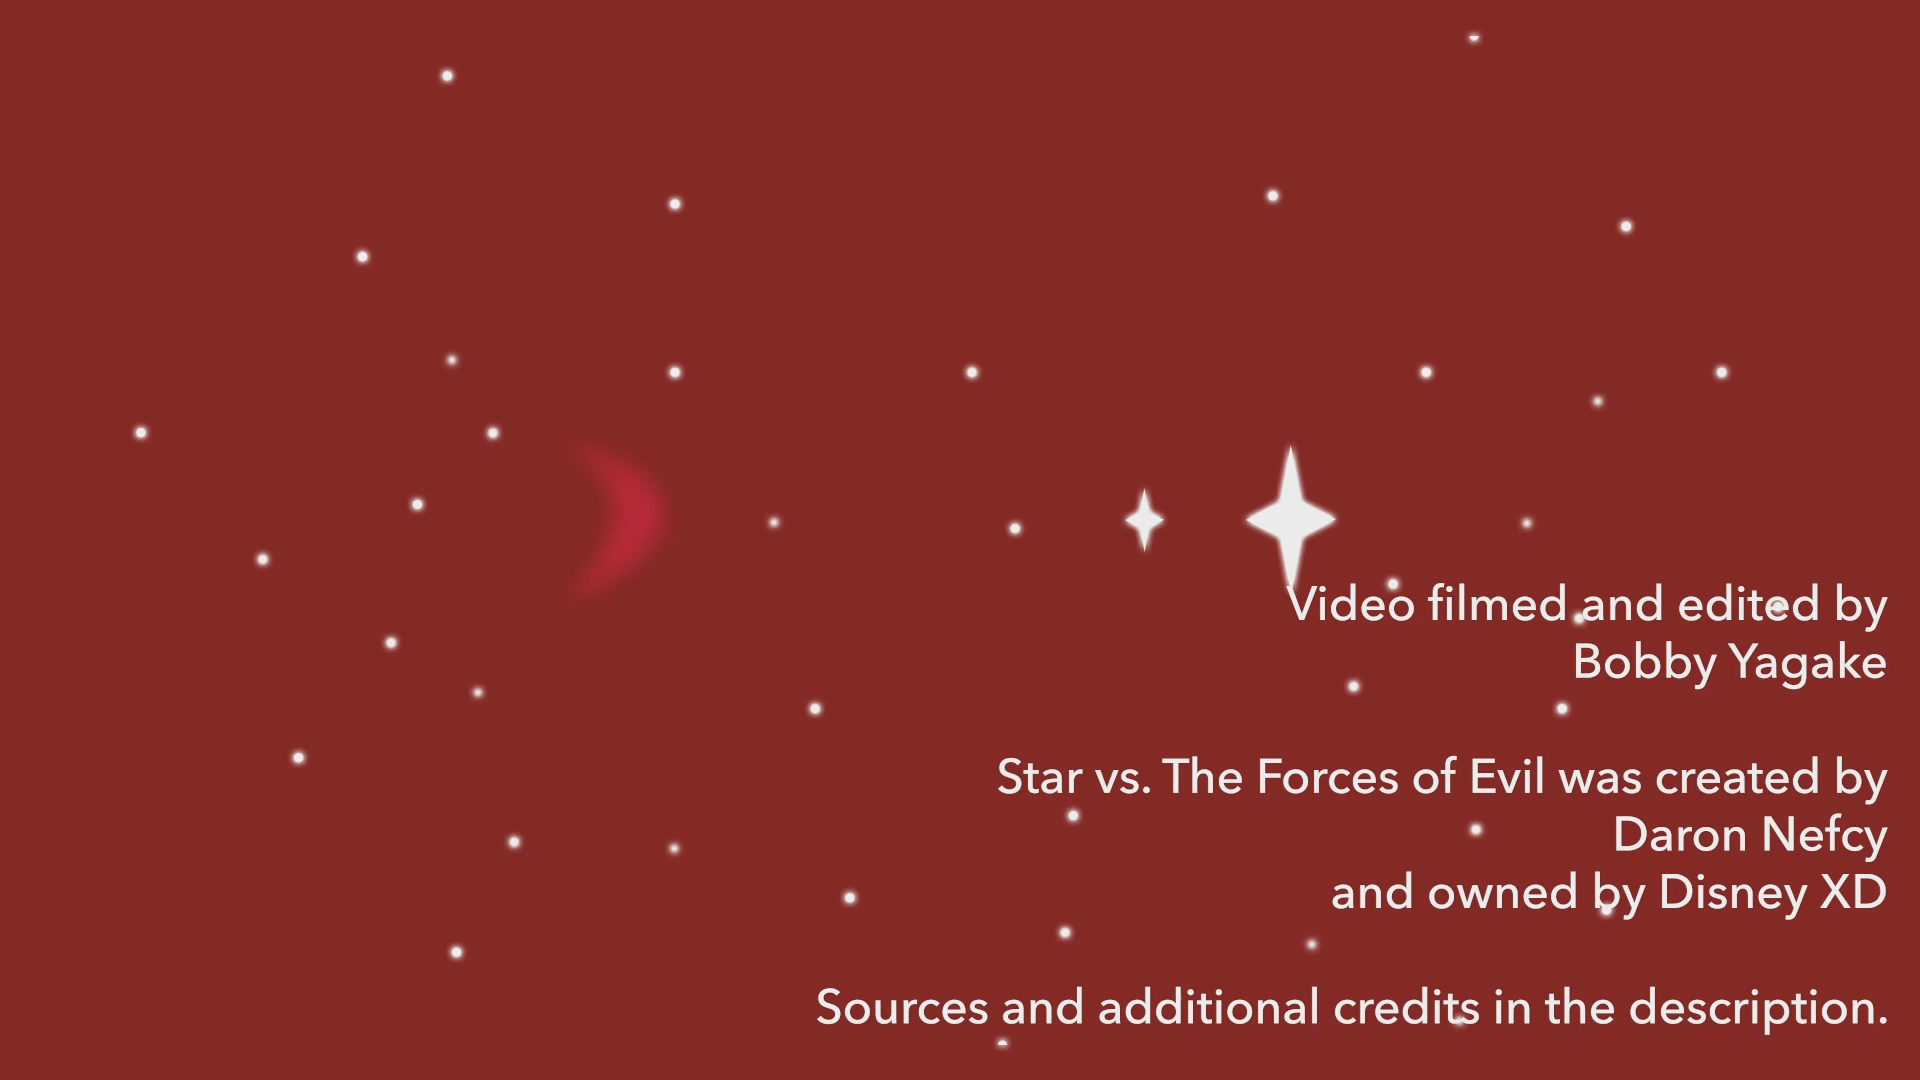 Video filmed and edited by
Bobby Yagake
Star vs. The Forces of Evil was created by
Daron Nefcy
and owned by Disney XD
Sources and additional credits in the description.